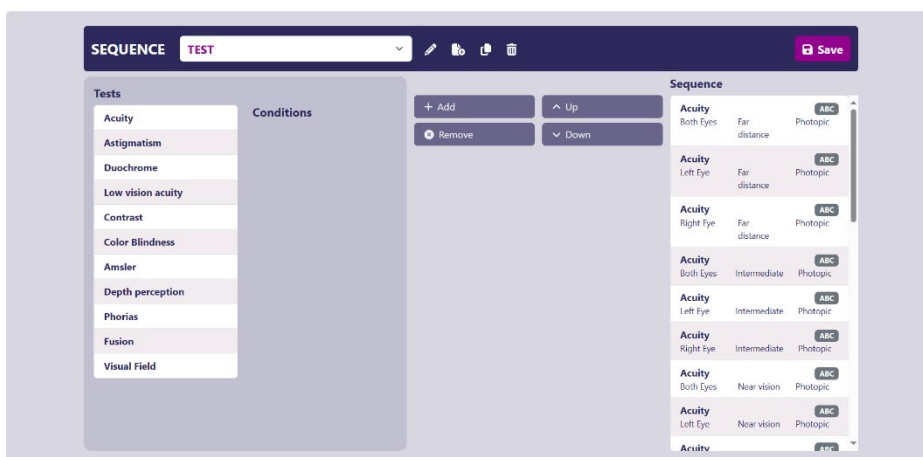 SEQUENCE TEST Save
Tests
Acuity
Astigmatism
Duochrome
Low vision acuity
Contrast
Color Blindness
Amsler
Depth perception
Phorias
Fusion
Visual Field
Conditions
+ Add
Up
Remove
Down
Sequence
Acuity ABC
Both Eyes Far distance Photopic
Acuity ABC
Left Eye Far distance Photopic
Acuity ABC
Right Eye Far distance Photopic
Acuity ABC
Both Eyes Intermediate Photopic
Acuity ABC
Left Eye Intermediate Photopic
Acuity ABC
Right Eye Intermediate Photopic
Acuity ABC
Both Eyes Near vision Photopic
Acuity ABC
Left Eye Near vision Photopic
Acuity ABC